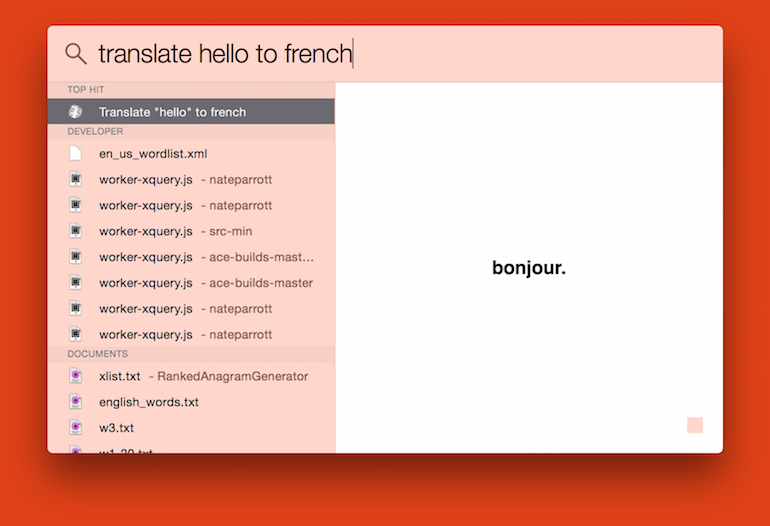 translate hello to french
TOP HIT
Translate "hello" to french
DEVELOPER
en_us_wordlist.xml
worker-xquery.js - nateparrott
worker-xquery.js - nateparrott
worker-xquery.js - src-min
worker-xquery.js - ace-builds-mast...
worker-xquery.js - ace-builds-master
worker-xquery.js - nateparrott
worker-xquery.js - nateparrott
DOCUMENTS
xlist.txt - RankedAnagramGenerator
english_words.txt
w3.txt
bonjour.